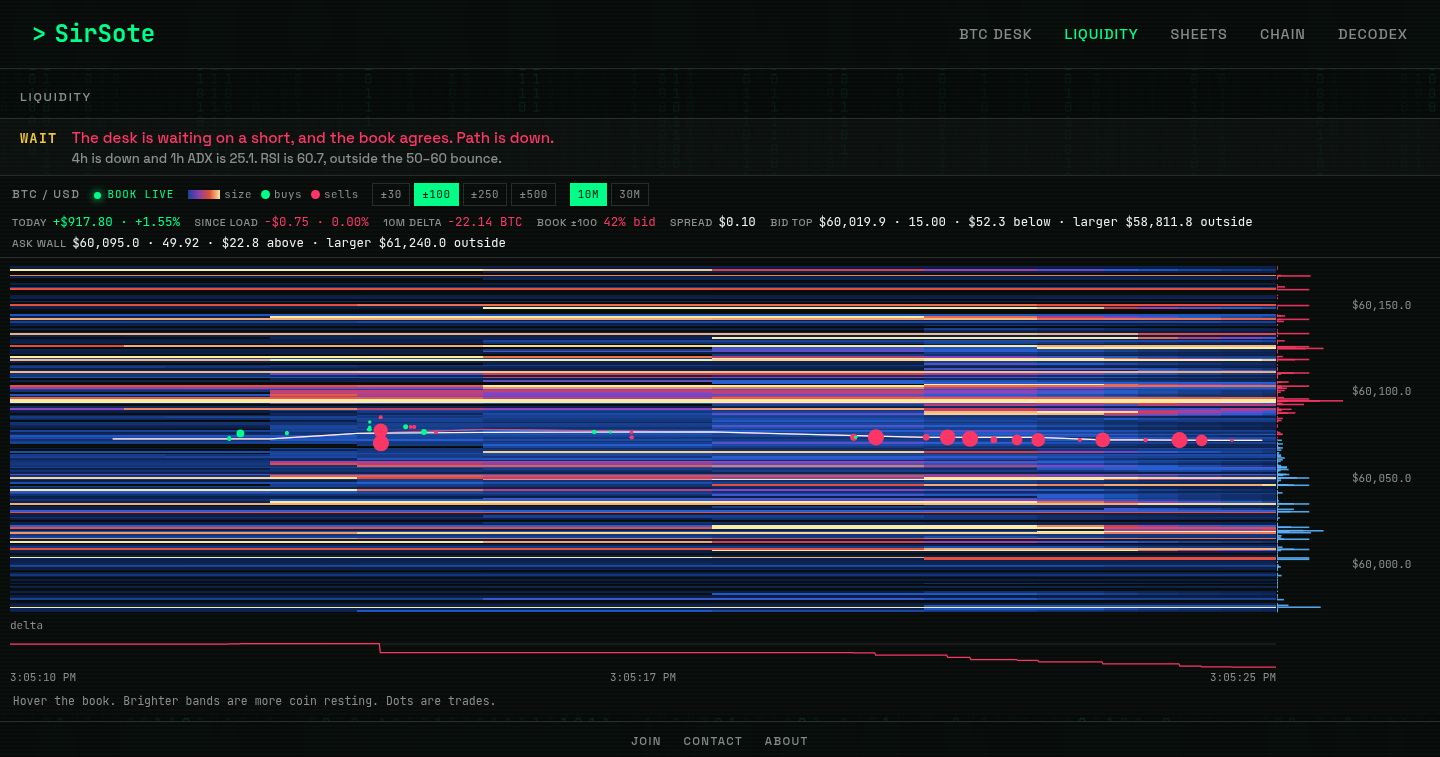 > SirSote
BTC DESK LIQUIDITY SHEETS CHAIN DECODEX
LIQUIDITY
WAIT The desk is waiting on a short, and the book agrees. Path is down.
4h is down and 1h ADX is 25.1. RSI is 60.7, outside the 50–60 bounce.
BTC / USD BOOK LIVE size buys sells ±30 ±100 ±250 ±500 10M 30M
TODAY +$917.80 · +1.55% SINCE LOAD -$0.75 · 0.00% 10M DELTA -22.14 BTC BOOK ±100 42% bid SPREAD $0.10 BID TOP $60,019.9 · 15.00 · $52.3 below · larger $58,811.8 outside
ASK WALL $60,095.0 · 49.92 · $22.8 above · larger $61,240.0 outside
$60,150.0
$60,100.0
$60,050.0
$60,000.0
delta
3:05:10 PM 3:05:17 PM 3:05:25 PM
Hover the book. Brighter bands are more coin resting. Dots are trades.
JOIN CONTACT ABOUT